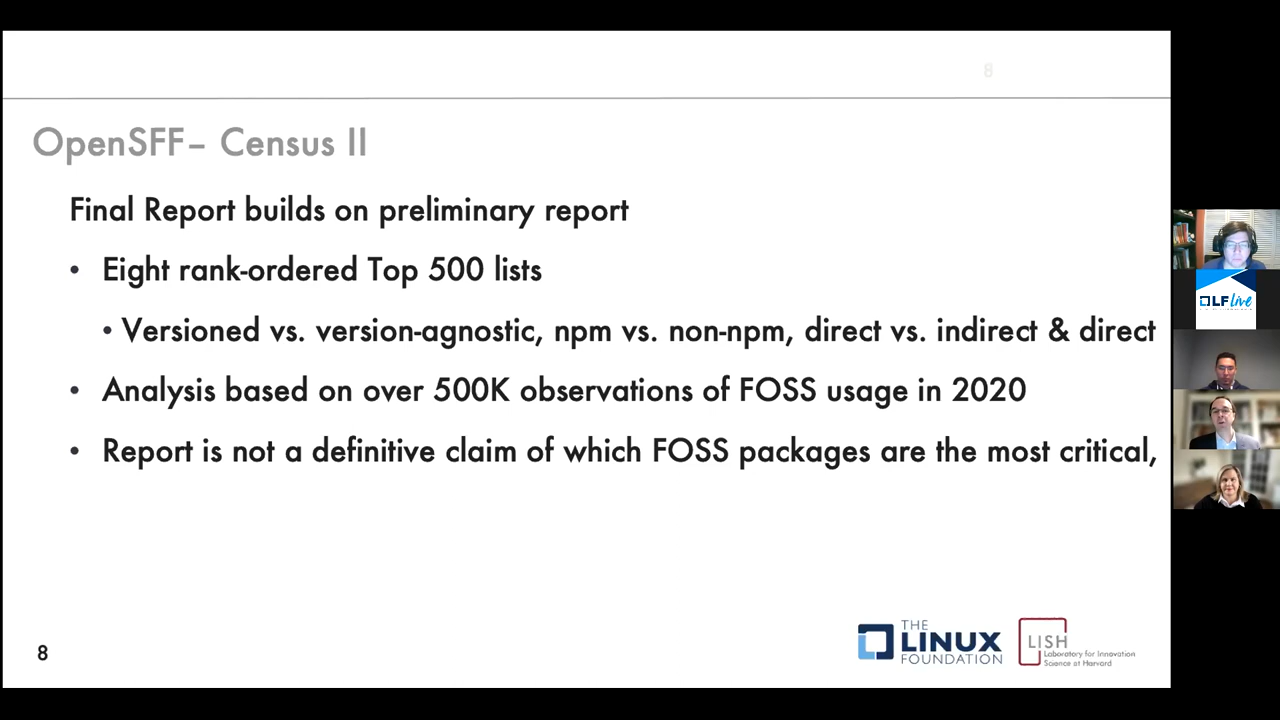 8
OpenSFF– Census II
Final Report builds on preliminary report
• Eight rank-ordered Top 500 lists
• Versioned vs. version-agnostic, npm vs. non-npm, direct vs. indirect & direct
• Analysis based on over 500K observations of FOSS usage in 2020
• Report is not a definitive claim of which FOSS packages are the most critical,
8
THE
LINUX
FOUNDATION
LISH
Laboratory for Innovation
Science at Harvard
LF Live